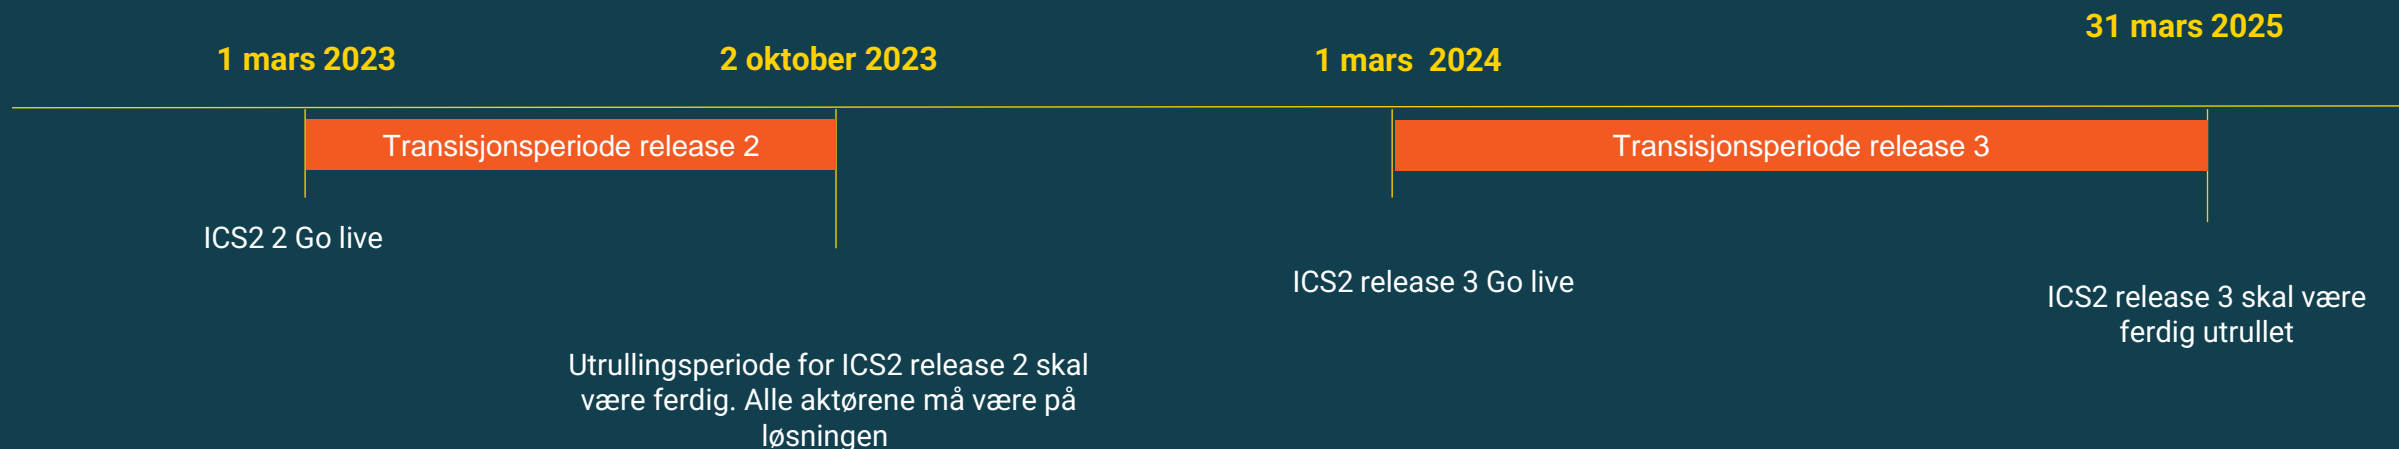 1 mars 2023
2 oktober 2023
1 mars 2024
31 mars 2025
Transisjonsperiode release 2
Transisjonsperiode release 3
ICS2 2 Go live
Utrullingsperiode for ICS2 release 2 skal
være ferdig. Alle aktørene må være på
løsningen
ICS2 release 3 Go live
ICS2 release 3 skal være
ferdig utrullet